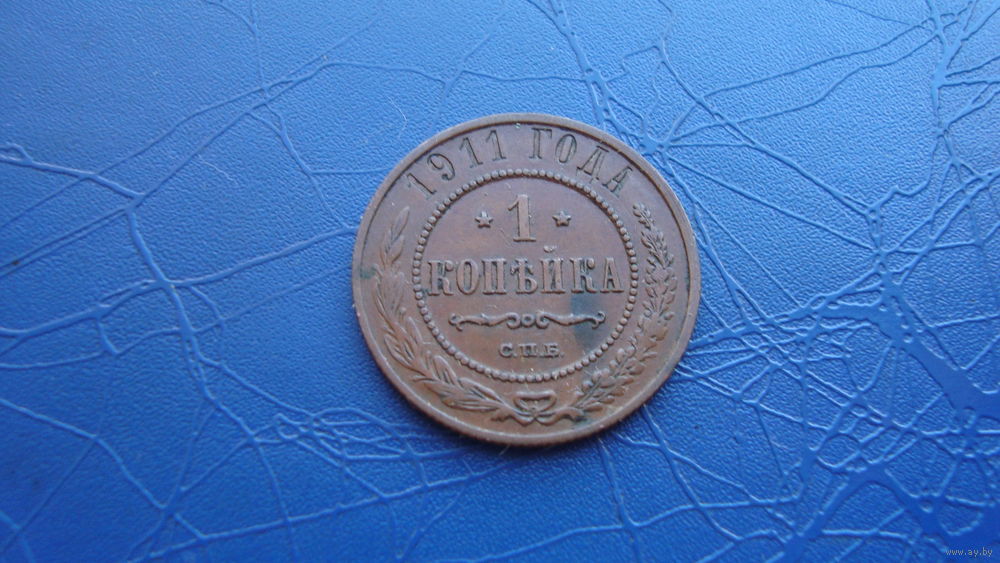 1911 ГОДА
* 1 *
КОПѢЙКА
С.П.Б.
www.ay.by